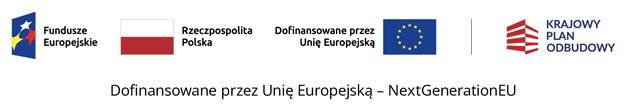 Fundusze
Europejskie
Rzeczpospolita
Polska
Dofinansowane przez
Unię Europejską
KRAJOWY
PLAN
ODBUDOWY
Dofinansowane przez Unię Europejską – NextGenerationEU